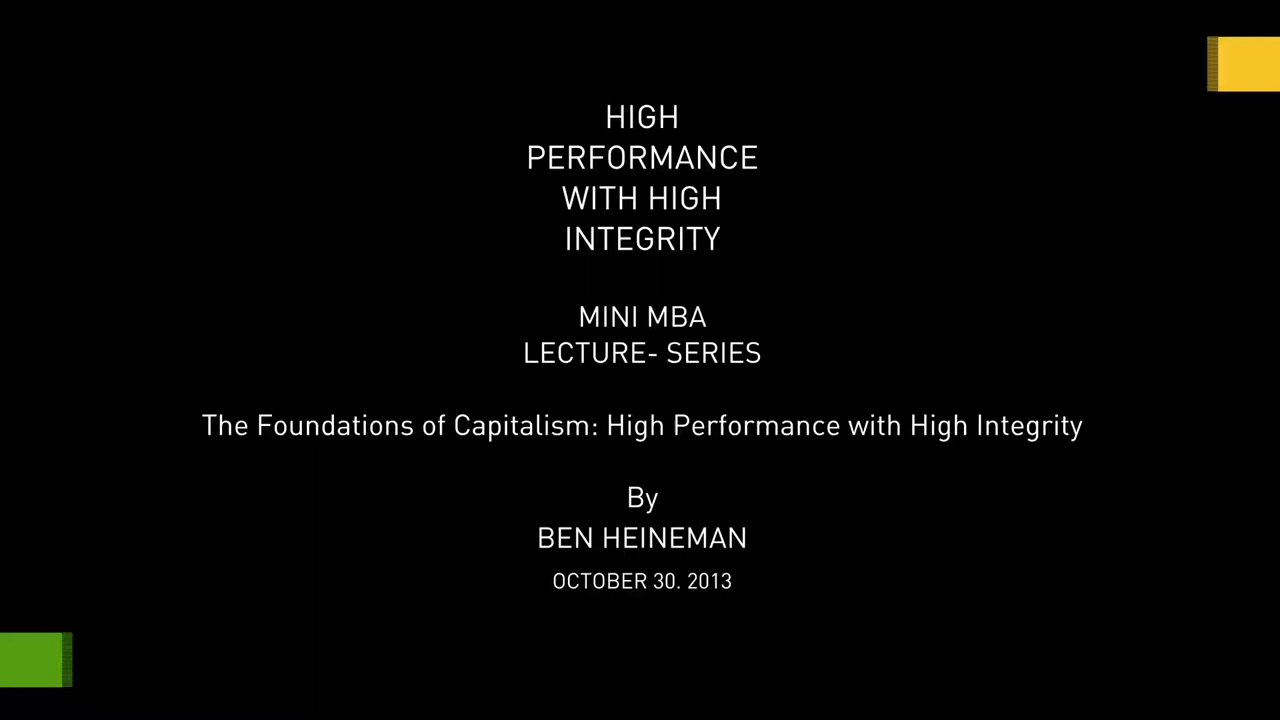 HIGH
PERFORMANCE
WITH HIGH
INTEGRITY
MINI MBA
LECTURE- SERIES
The Foundations of Capitalism: High Performance with High Integrity
By
BEN HEINEMAN
OCTOBER 30. 2013